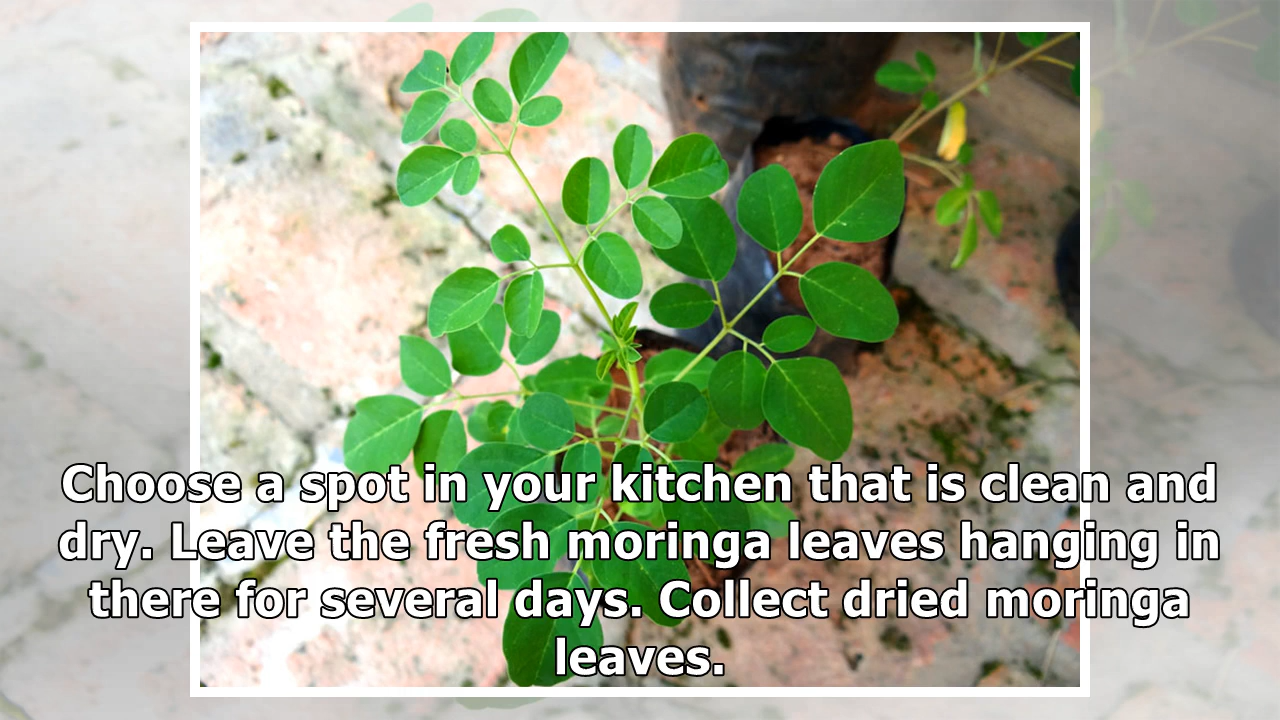 Choose a spot in your kitchen that is clean and
dry. Leave the fresh moringa leaves hanging in
there for several days. Collect dried moringa
leaves.